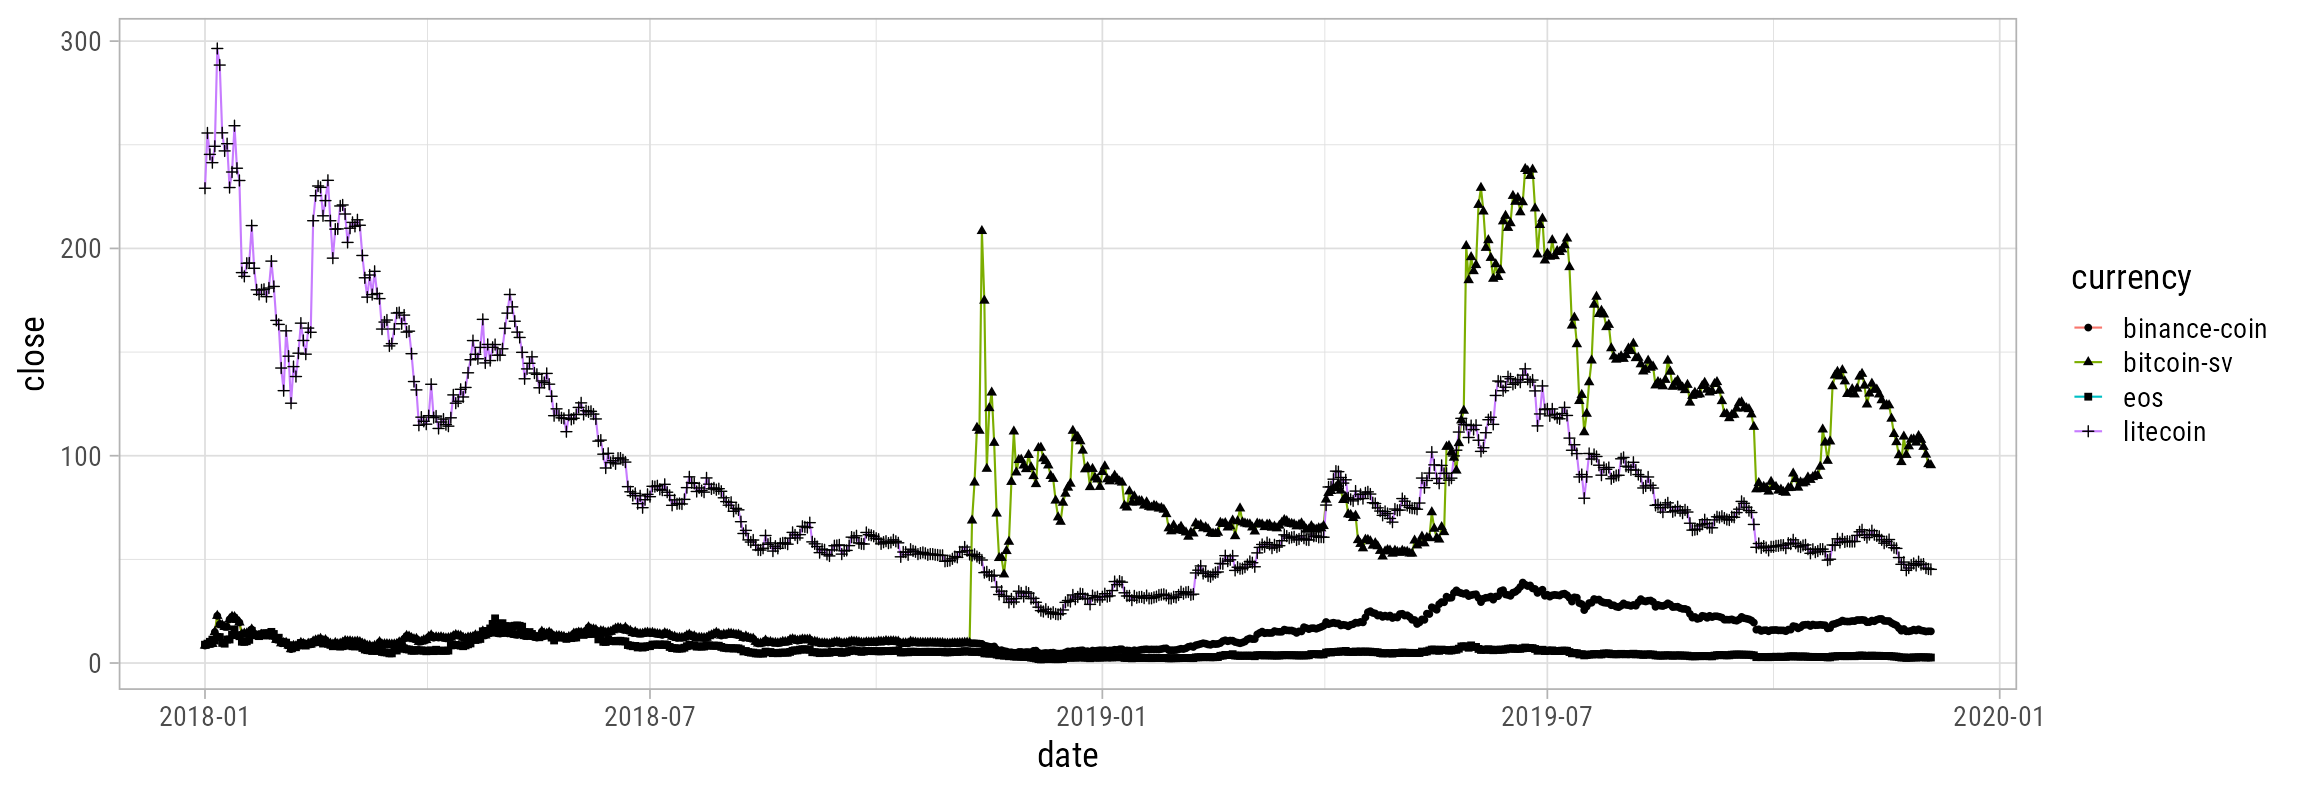 300
200
100
0
close
2018-01
2018-07
2019-01
2019-07
2020-01
date
currency
binance-coin
bitcoin-sv
eos
litecoin